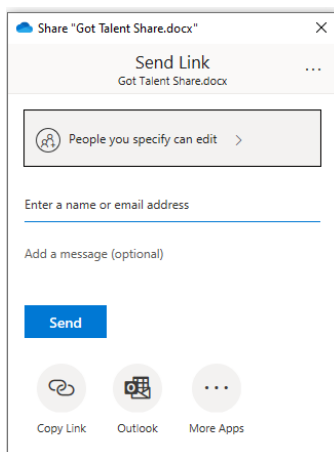 Share "Got Talent Share.docx"
Send Link
Got Talent Share.docx
People you specify can edit
Enter a name or email address
Add a message (optional)
Send
Copy Link Outlook More Apps